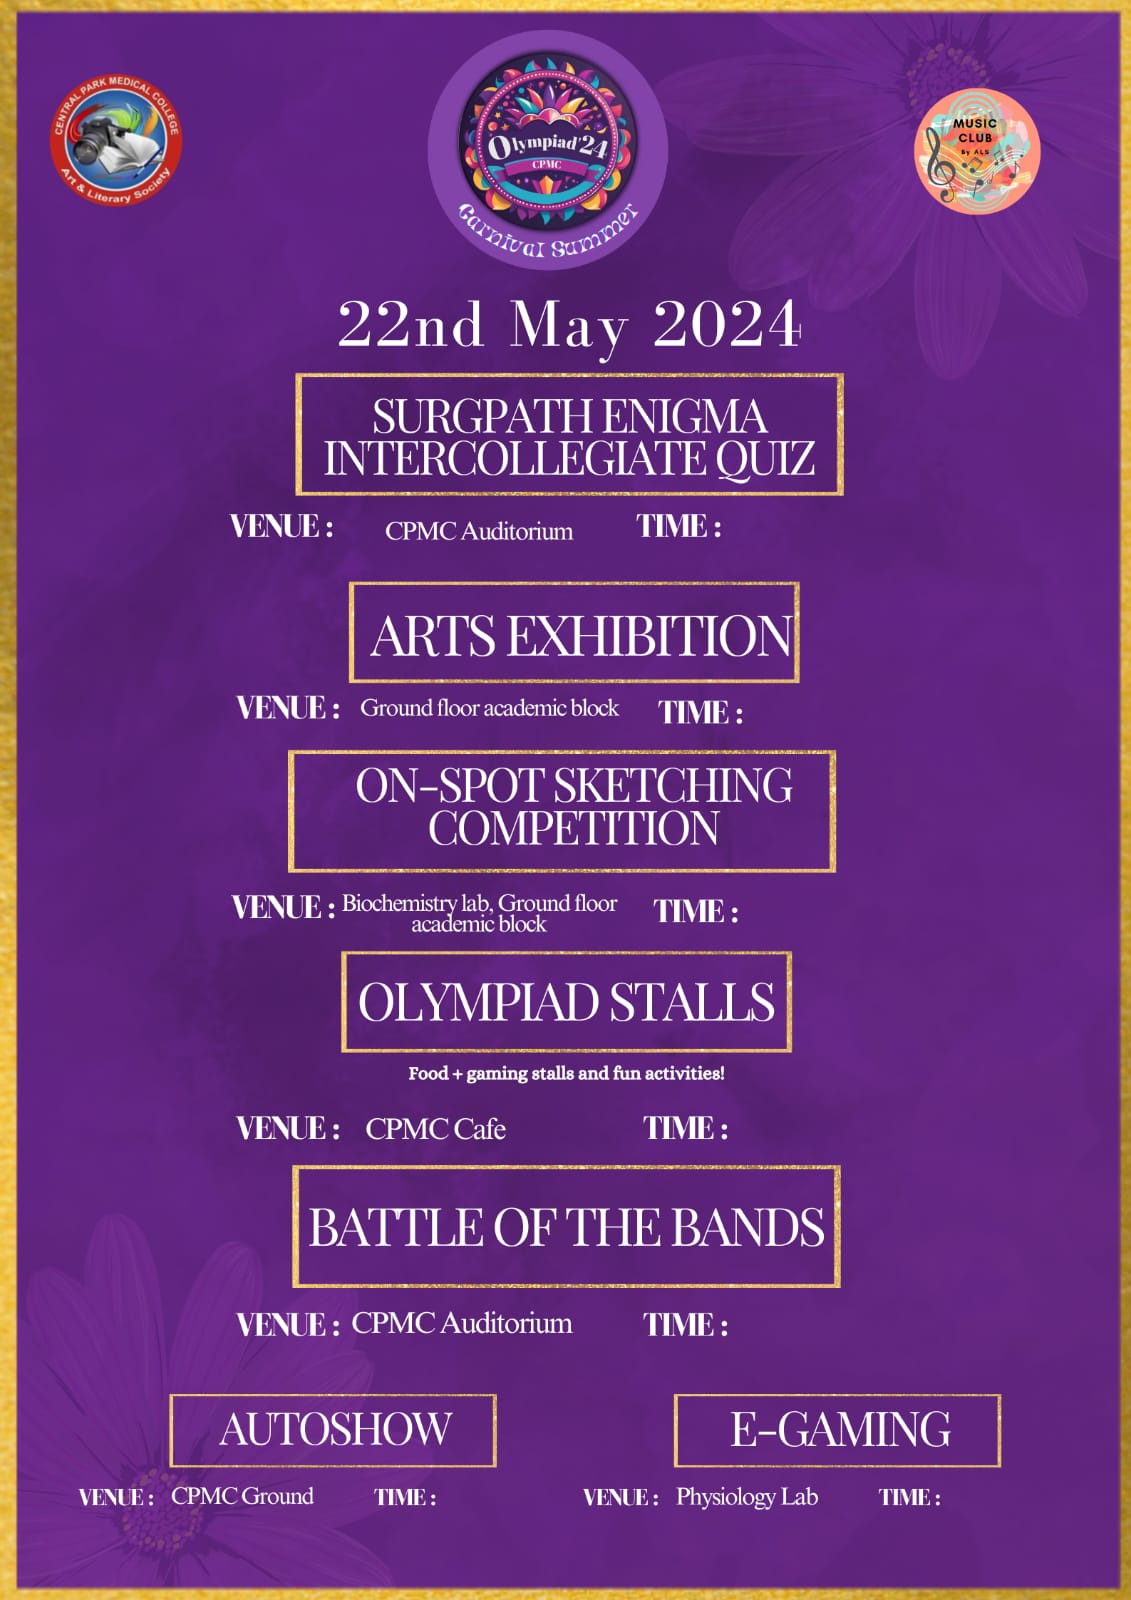 CENTRAL PARK MEDICAL COLLEGE
Art & Literary Society
Olympiad'24
CPMC
Carnival Summer
MUSIC
CLUB
By ALS
22nd May 2024
SURGPATH ENIGMA
INTERCOLLEGIATE QUIZ
VENUE : CPMC Auditorium TIME :
ARTS EXHIBITION
VENUE : Ground floor academic block TIME :
ON-SPOT SKETCHING
COMPETITION
VENUE : Biochemistry lab, Ground floor TIME :
academic block
OLYMPIAD STALLS
Food + gaming stalls and fun activities!
VENUE : CPMC Cafe TIME :
BATTLE OF THE BANDS
VENUE : CPMC Auditorium TIME :
AUTOSHOW
VENUE : CPMC Ground TIME :
E-GAMING
VENUE : Physiology Lab TIME :